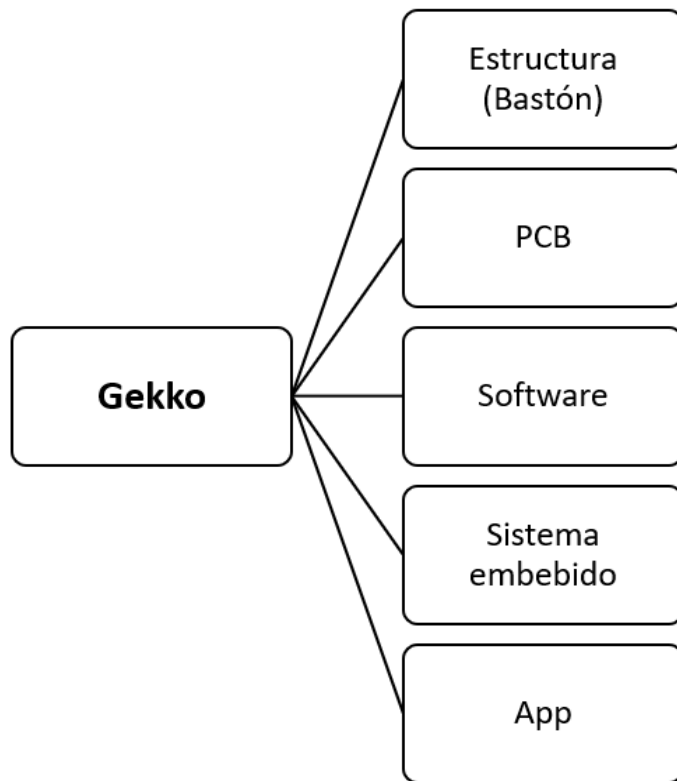 Estructura
(Bastón)
PCB
Gekko
Software
Sistema
embebido
App